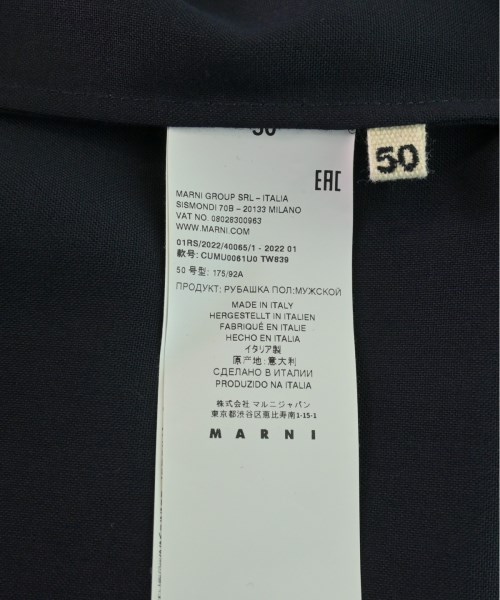 50
50
EAC
MARNI GROUP SRL – ITALIA
SISMONDI 70B – 20133 MILANO
VAT NO. 08028300963
WWW.MARNI.COM
01RS/2022/40065/1 - 2022 01
款号: CUMU0061U0 TW839
50 号型: 175/92A
ПРОДУКТ: РУБАШКА ПОЛ:МУЖСКОЙ
MADE IN ITALY
HERGESTELLT IN ITALIEN
FABRIQUÉ EN ITALIE
HECHO EN ITALIA
イタリア製
原产地: 意大利
СДЕЛАНО В ИТАЛИИ
PRODUZIDO NA ITALIA
株式会社 マルニジャパン
東京都渋谷区恵比寿南1-15-1
MARNI